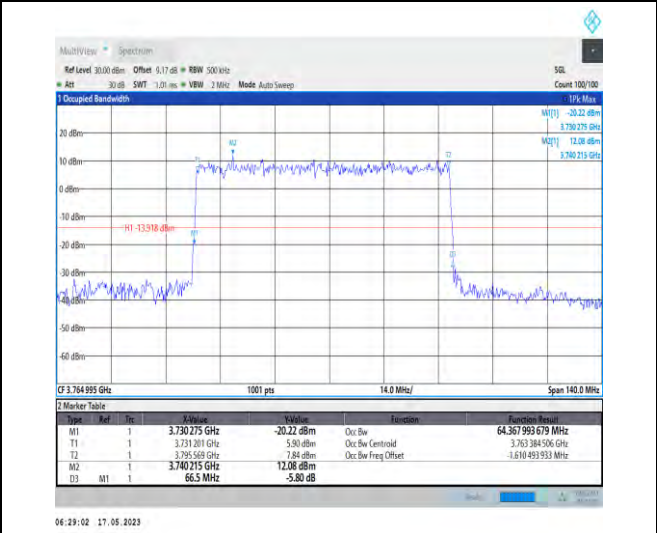 MultiView Spectrum
Ref Level 30.00 dBm Offset 9.17 dB RBW 500 kHz SGL
Att 30 dB SWT 1.01 ms VBW 2 MHz Mode Auto Sweep Count 100/100
1 Occupied Bandwidth 1Pk Max
M1[1] -20.22 dBm
3.730 275 GHz
M2[1] 12.08 dBm
3.740 215 GHz
20 dBm
M2
T2
10 dBm
0 dBm
-10 dBm
H1 -13.918 dBm
M1
-20 dBm
D3
-30 dBm
-40 dBm
-50 dBm
-60 dBm
CF 3.764 995 GHz 1001 pts 14.0 MHz/ Span 140.0 MHz
2 Marker Table
Type Ref Trc X-Value Y-Value Function Function Result
M1 1 3.730 275 GHz -20.22 dBm Occ Bw 64.367 993 679 MHz
T1 1 3.731 201 GHz 5.90 dBm Occ Bw Centroid 3.763 384 506 GHz
T2 1 3.795 569 GHz 7.84 dBm Occ Bw Freq Offset -1.610 493 933 MHz
M2 1 3.740 215 GHz 12.08 dBm
D3 M1 1 66.5 MHz -5.80 dB
06:29:02 17.05.2023